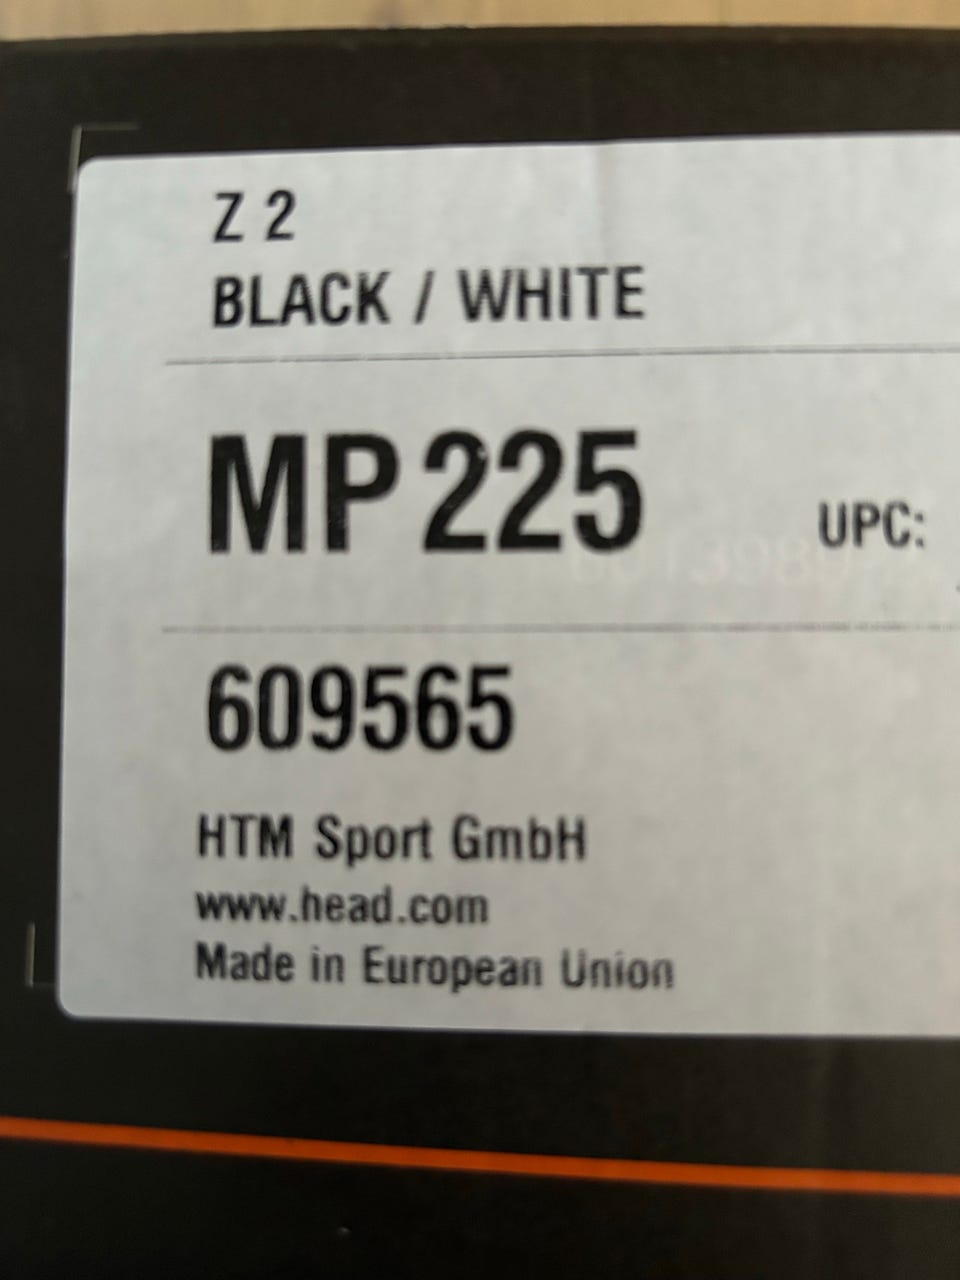 Z 2
BLACK / WHITE
MP 225
UPC:
609565
HTM Sport GmbH
www.head.com
Made in European Union